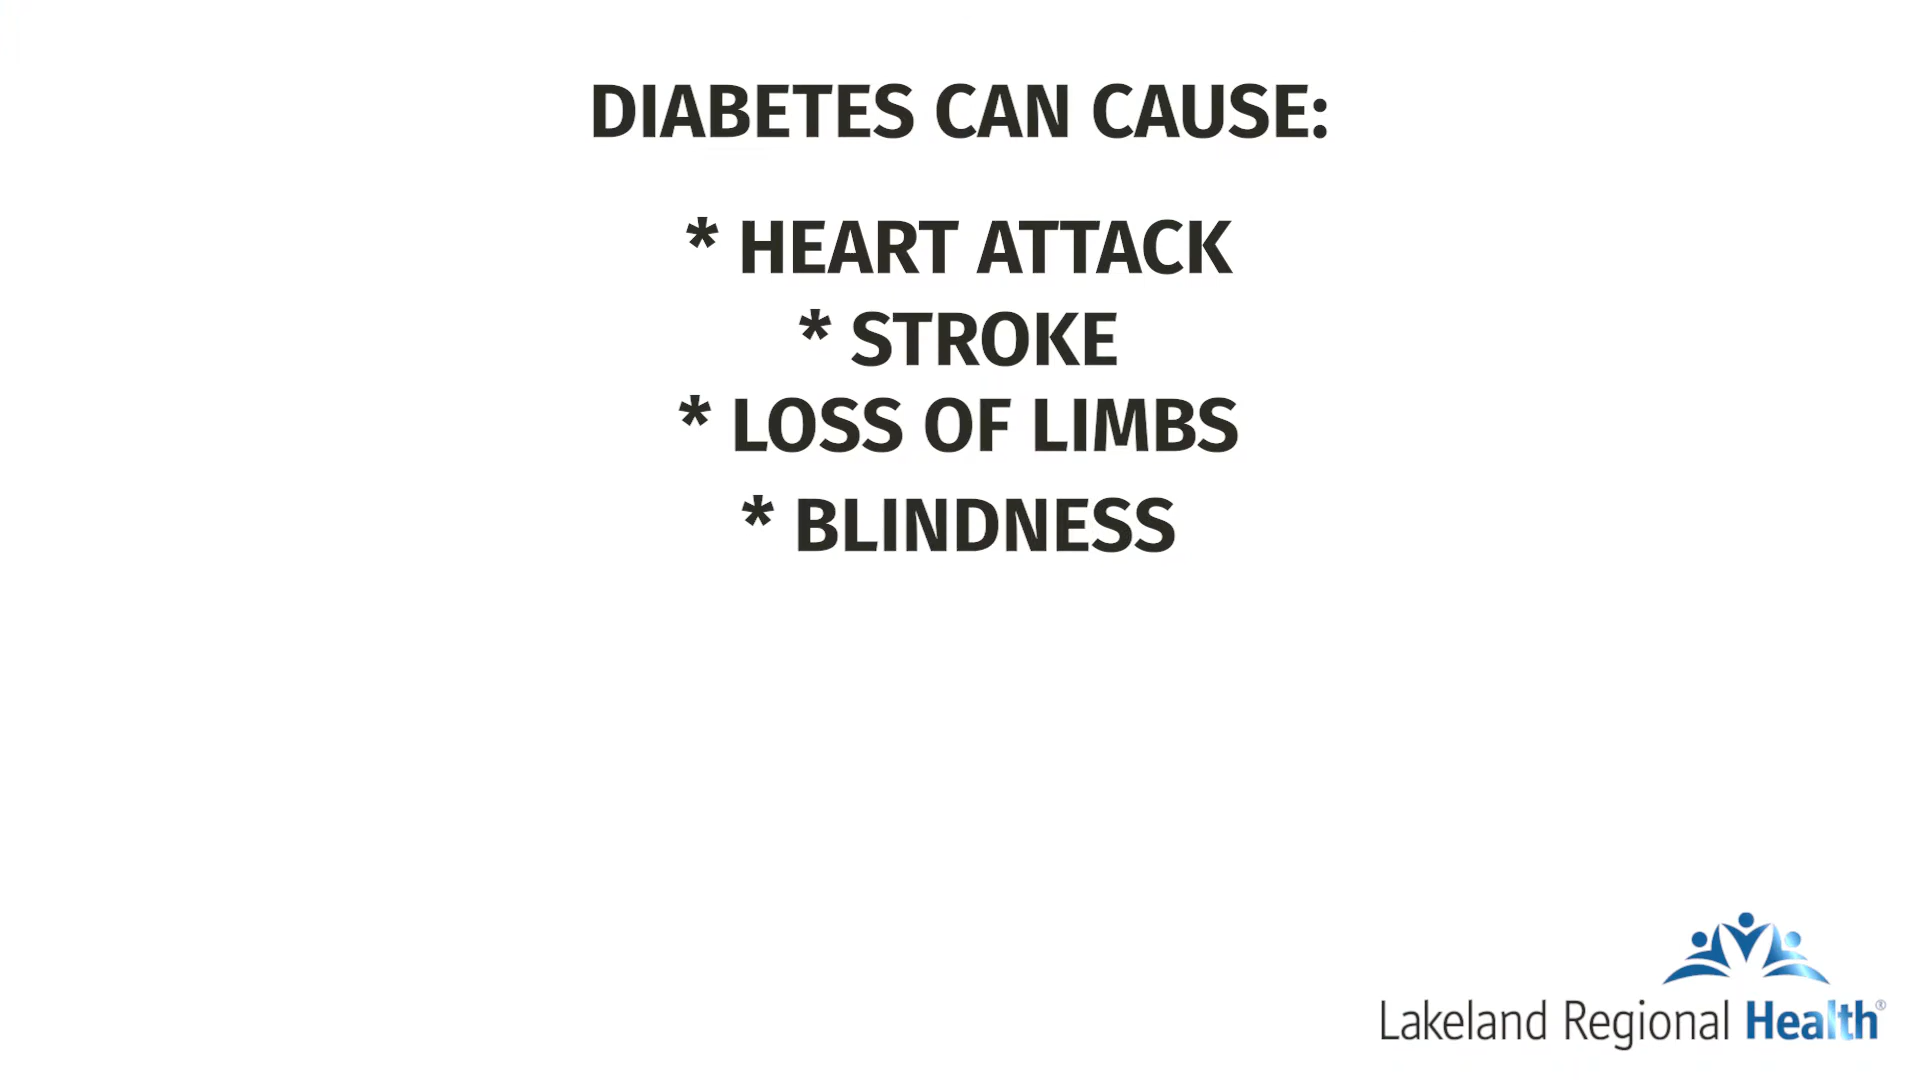 DIABETES CAN CAUSE:
* HEART ATTACK
* STROKE
* LOSS OF LIMBS
* BLINDNESS
Lakeland Regional Health®